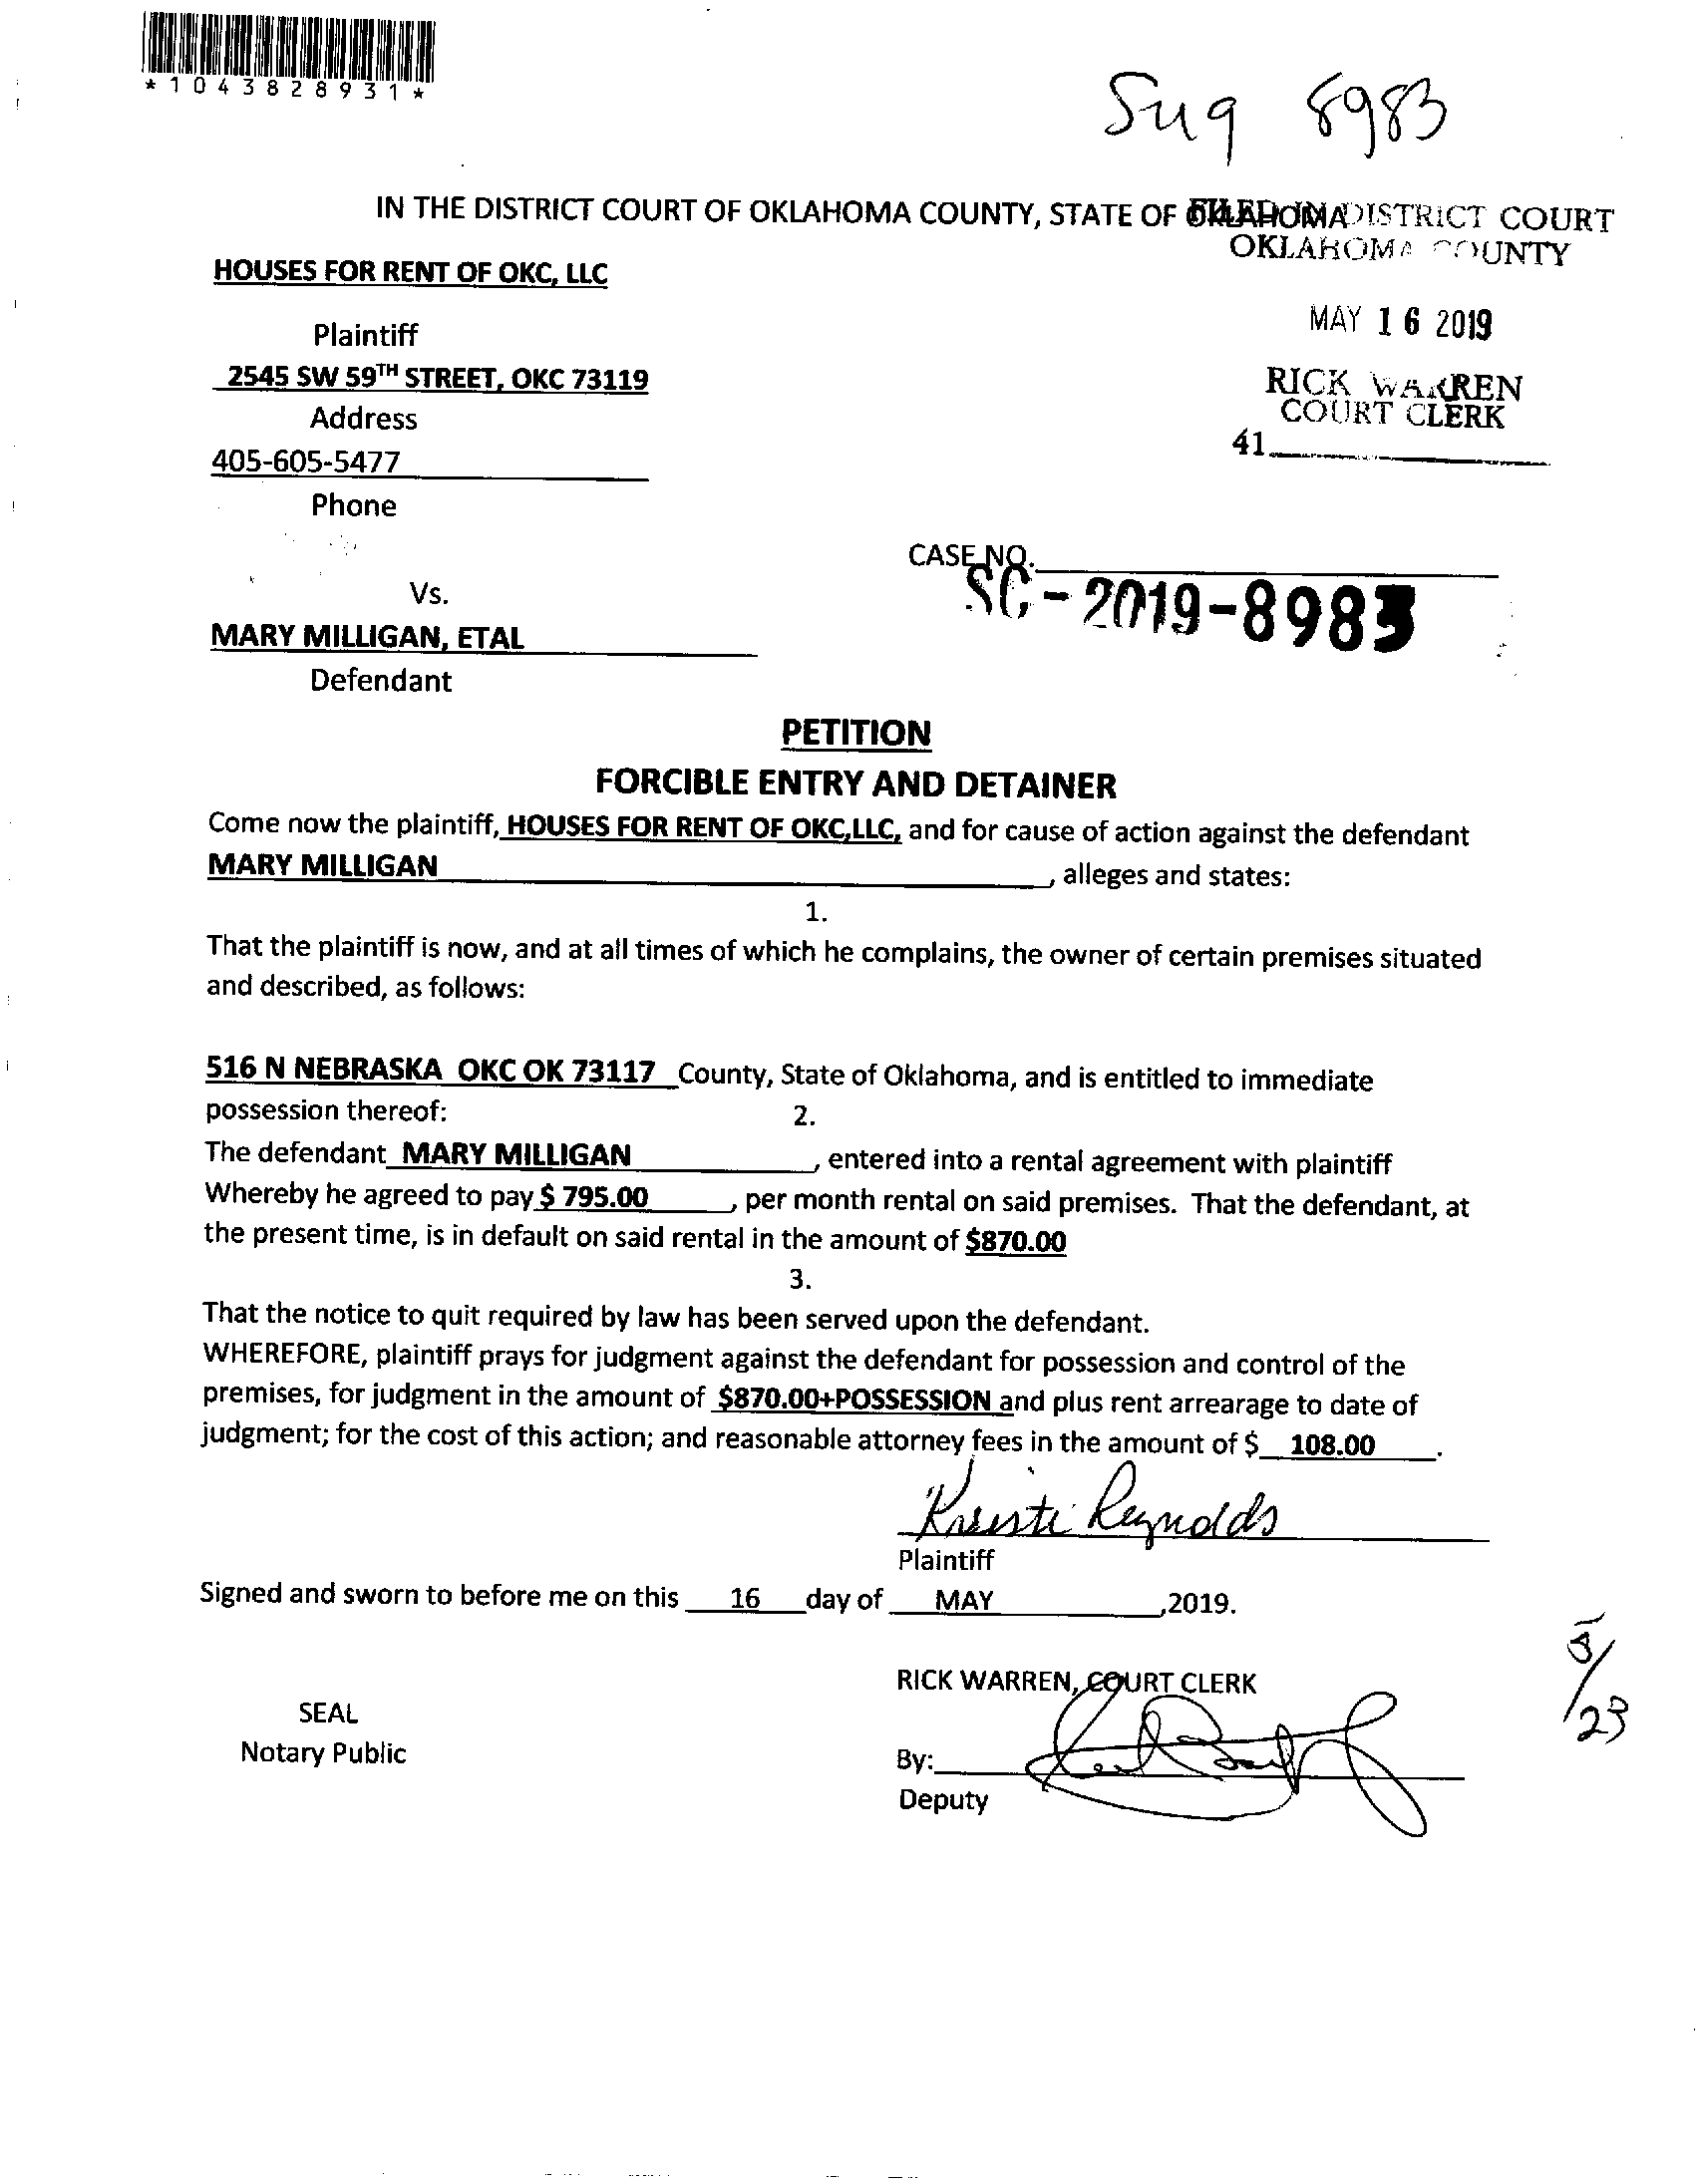 *1043828931*
8983
IN THE DISTRICT COURT OF OKLAHOMA COUNTY, STATE OF OKLAHOMA
FILED IN DISTRICT COURT
OKLAHOMA COUNTY
HOUSES FOR RENT OF OKC, LLC
MAY 16 2019
Plaintiff
2545 SW 59TH STREET, OKC 73119
RICK WARREN
COURT CLERK
Address
41
405-605-5477
Phone
CASE NO.
SC-2019-8983
Vs.
MARY MILLIGAN, ETAL
Defendant
PETITION
FORCIBLE ENTRY AND DETAINER
Come now the plaintiff, HOUSES FOR RENT OF OKC,LLC, and for cause of action against the defendant
MARY MILLIGAN, alleges and states:
1.
That the plaintiff is now, and at all times of which he complains, the owner of certain premises situated
and described, as follows:
516 N NEBRASKA OKC OK 73117 County, State of Oklahoma, and is entitled to immediate
possession thereof:
2.
The defendant MARY MILLIGAN, entered into a rental agreement with plaintiff
Whereby he agreed to pay $ 795.00, per month rental on said premises. That the defendant, at
the present time, is in default on said rental in the amount of $870.00
3.
That the notice to quit required by law has been served upon the defendant.
WHEREFORE, plaintiff prays for judgment against the defendant for possession and control of the
premises, for judgment in the amount of $870.00+POSSESSION and plus rent arrearage to date of
judgment; for the cost of this action; and reasonable attorney fees in the amount of $ 108.00.
Reynolds
Plaintiff
Signed and sworn to before me on this 16 day of MAY,2019.
5/23
RICK WARREN, COURT CLERK
SEAL
Notary Public
By:
Deputy